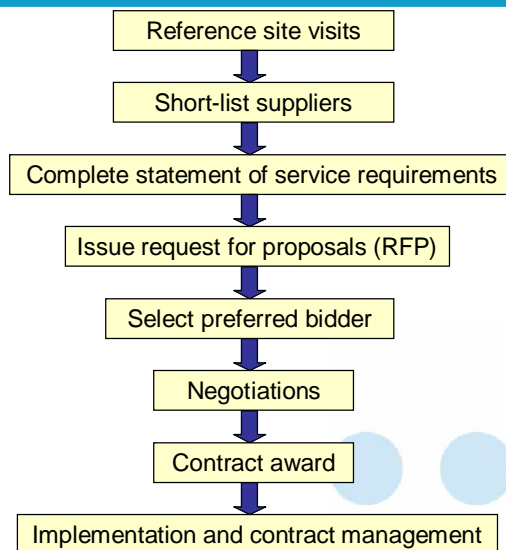 Reference site visits
Short-list suppliers
Complete statement of service requirements
Issue request for proposals (RFP)
Select preferred bidder
Negotiations
Contract award
Implementation and contract management